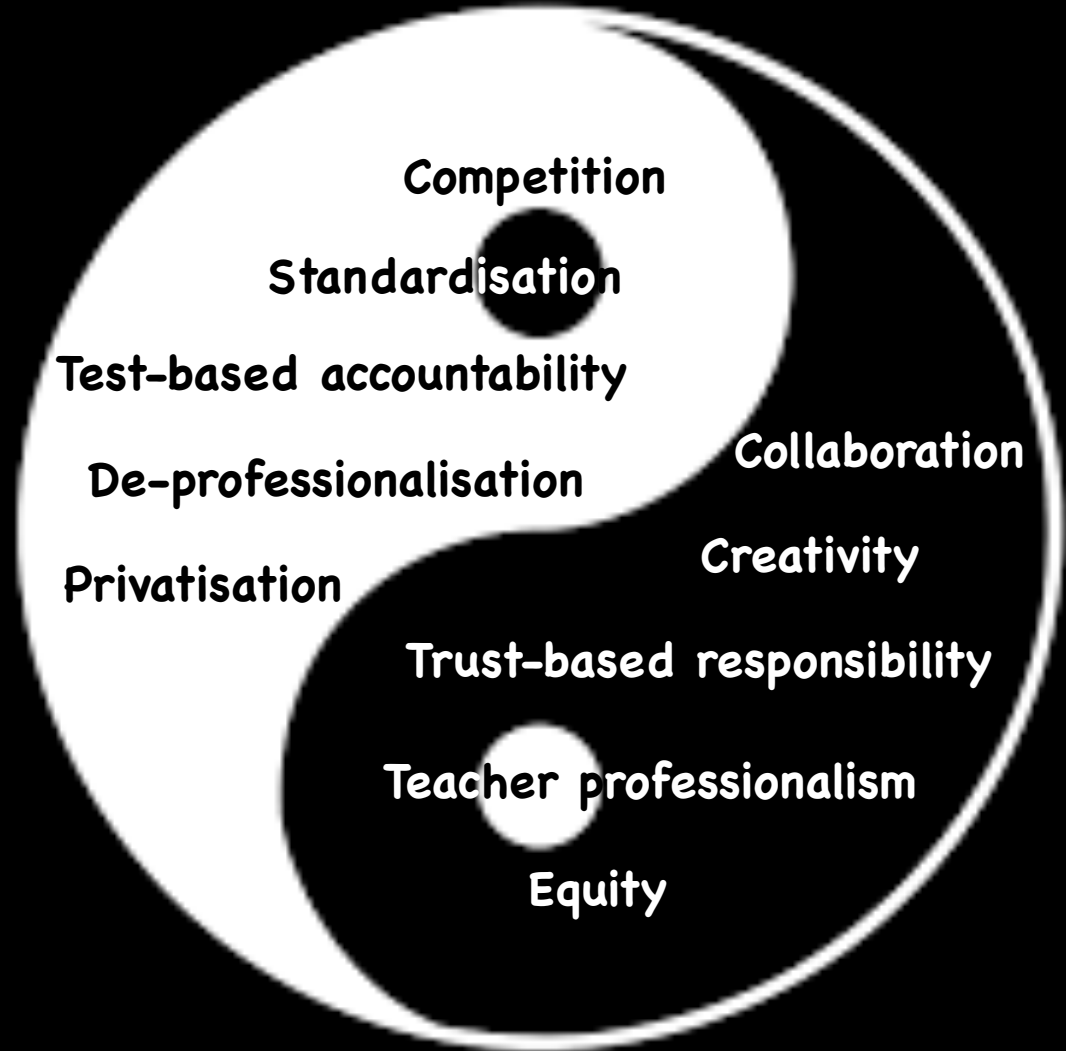 Competition
Standardisation
Test-based accountability
De-professionalisation
Privatisation
Collaboration
Creativity
Trust-based responsibility
Teacher professionalism
Equity